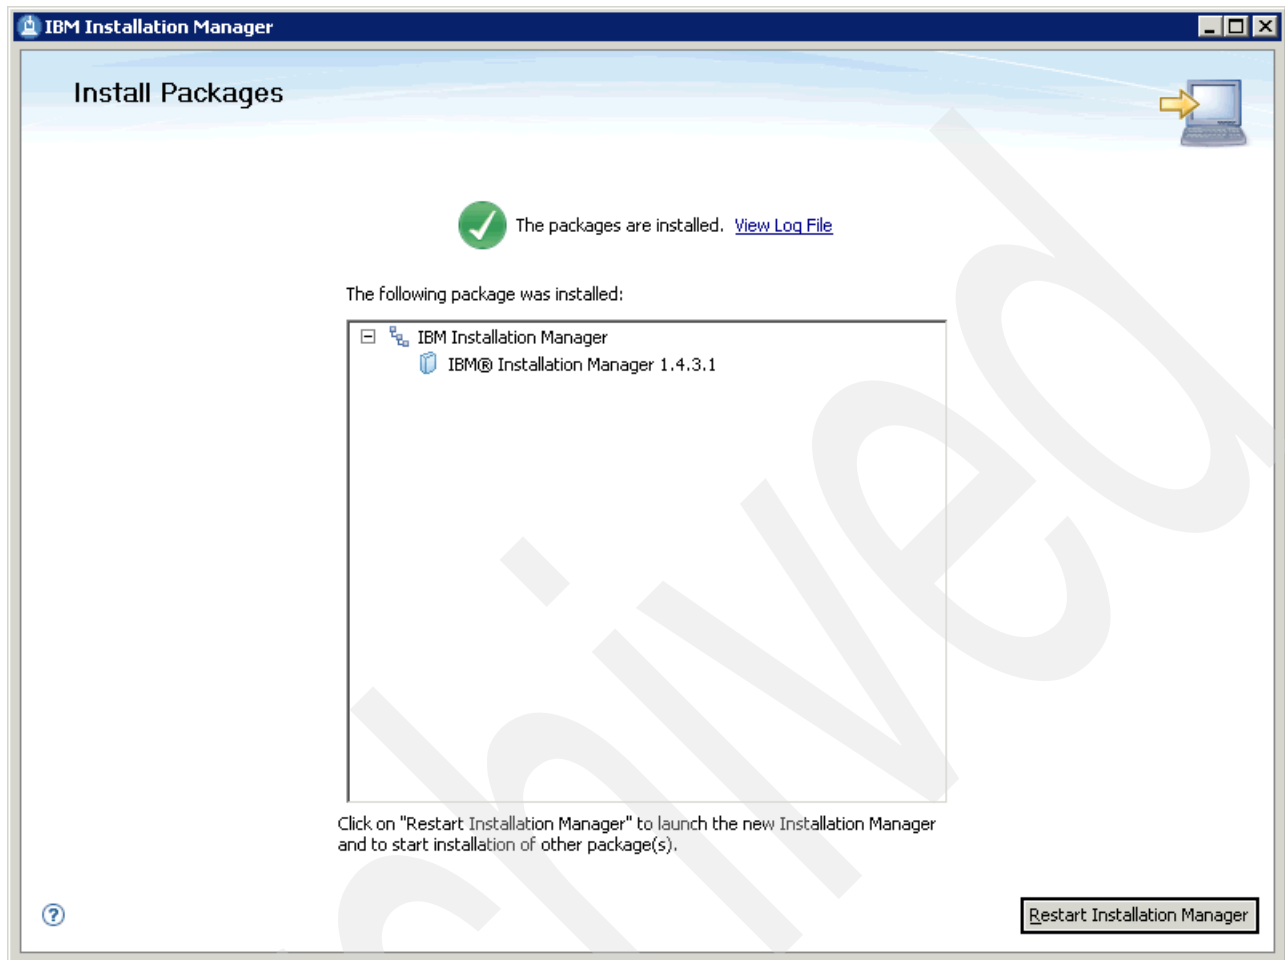 IBM Installation Manager
Install Packages
The packages are installed. View Log File
The following package was installed:
IBM Installation Manager
IBM® Installation Manager 1.4.3.1
Click on "Restart Installation Manager" to launch the new Installation Manager
and to start installation of other package(s).
?
Restart Installation Manager
chived